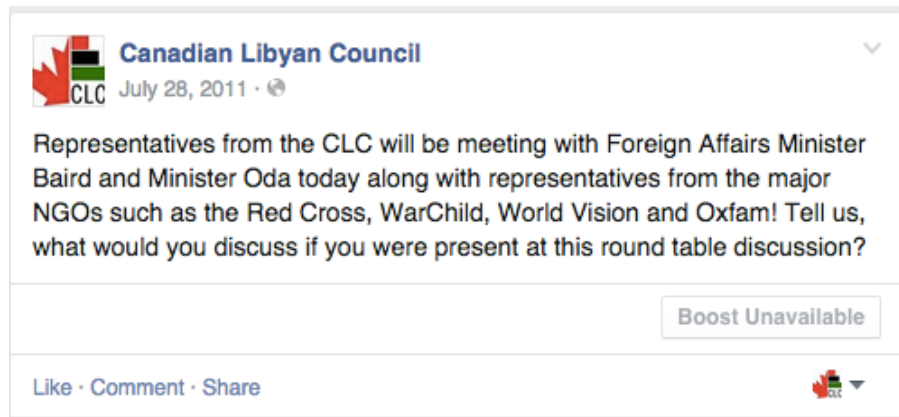 Canadian Libyan Council
CLC
July 28, 2011 ·
Representatives from the CLC will be meeting with Foreign Affairs Minister
Baird and Minister Oda today along with representatives from the major
NGOs such as the Red Cross, WarChild, World Vision and Oxfam! Tell us,
what would you discuss if you were present at this round table discussion?
Boost Unavailable
Like · Comment · Share
CLC